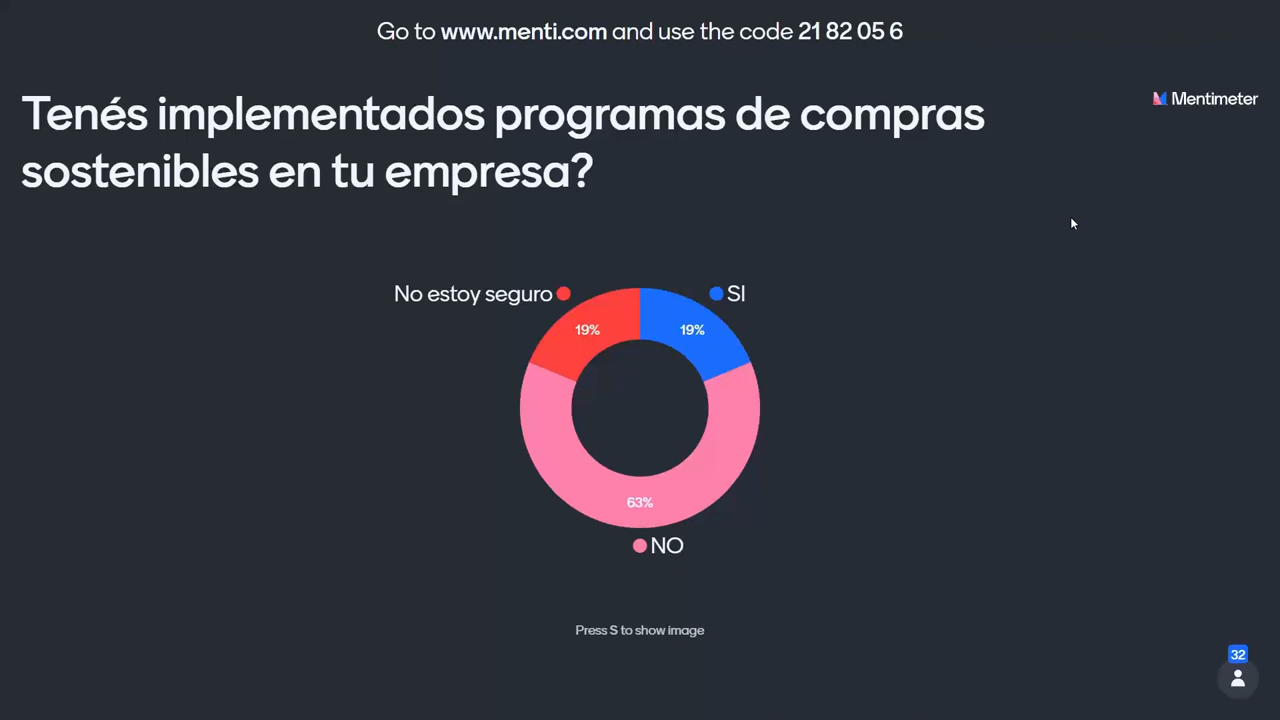 Go to www.menti.com and use the code 21 82 05 6
Mentimeter
Tenés implementados programas de compras
sostenibles en tu empresa?
No estoy seguro
SI
19%
19%
63%
NO
Press S to show image
32